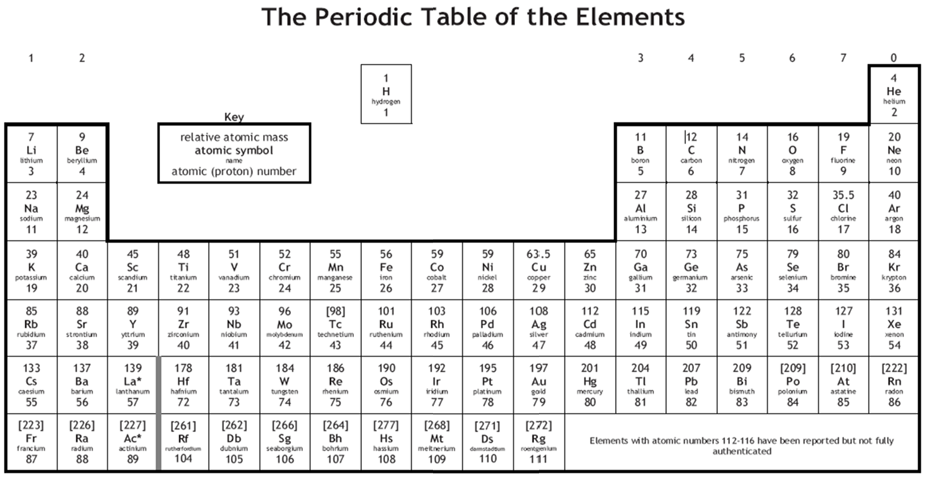 The Periodic Table of the Elements
1 2 3 4 5 6 7 0
1 4
H He
hydrogen helium
1 2
Key
relative atomic mass
atomic symbol
name
atomic (proton) number
7 9 11 12 14 16 19 20
Li Be B C N O F Ne
lithium beryllium boron carbon nitrogen oxygen fluorine neon
3 4 5 6 7 8 9 10
23 24 27 28 31 32 35.5 40
Na Mg Al Si P S Cl Ar
sodium magnesium aluminium silicon phosphorus sulfur chlorine argon
11 12 13 14 15 16 17 18
39 40 45 48 51 52 55 56 59 59 63.5 65 70 73 75 79 80 84
K Ca Sc Ti V Cr Mn Fe Co Ni Cu Zn Ga Ge As Se Br Kr
potassium calcium scandium titanium vanadium chromium manganese iron cobalt nickel copper zinc gallium germanium arsenic selenium bromine krypton
19 20 21 22 23 24 25 26 27 28 29 30 31 32 33 34 35 36
85 88 89 91 93 96 [98] 101 103 106 108 112 115 119 122 128 127 131
Rb Sr Y Zr Nb Mo Tc Ru Rh Pd Ag Cd In Sn Sb Te I Xe
rubidium strontium yttrium zirconium niobium molybdenum technetium ruthenium rhodium palladium silver cadmium indium tin antimony tellurium iodine xenon
37 38 39 40 41 42 43 44 45 46 47 48 49 50 51 52 53 54
133 137 139 178 181 184 186 190 192 195 197 201 204 207 209 [209] [210] [222]
Cs Ba La* Hf Ta W Re Os Ir Pt Au Hg Tl Pb Bi Po At Rn
caesium barium lanthanum hafnium tantalum tungsten rhenium osmium iridium platinum gold mercury thallium lead bismuth polonium astatine radon
55 56 57 72 73 74 75 76 77 78 79 80 81 82 83 84 85 86
[223] [226] [227] [261] [262] [266] [264] [277] [268] [271] [272]
Fr Ra Ac* Rf Db Sg Bh Hs Mt Ds Rg
francium radium actinium rutherfordium dubnium seaborgium bohrium hassium meitnerium darmstadtium roentgenium
87 88 89 104 105 106 107 108 109 110 111
Elements with atomic numbers 112-116 have been reported but not fully
authenticated